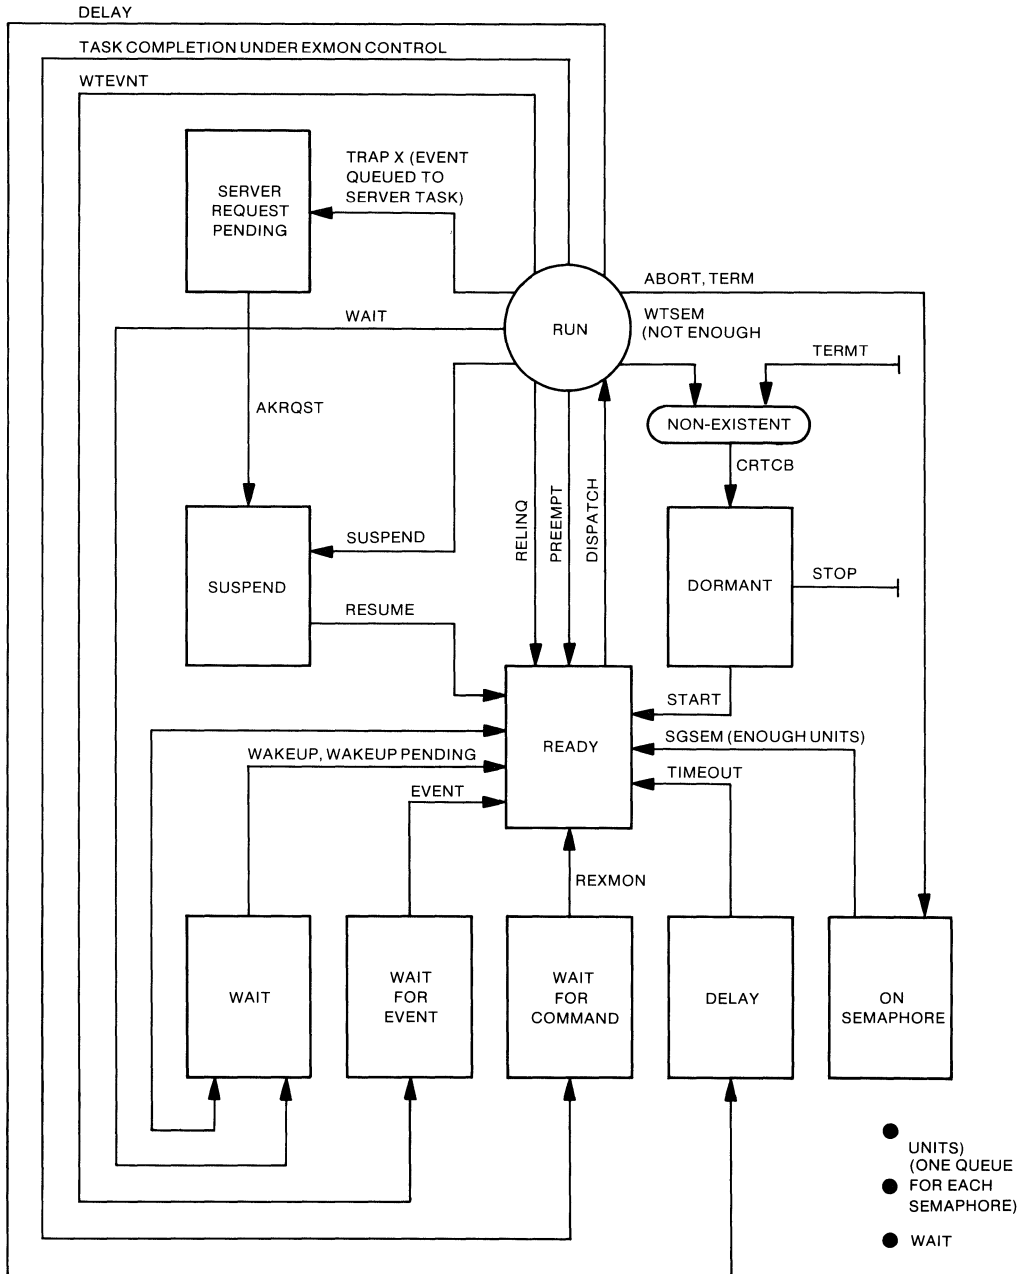 DELAY
TASK COMPLETION UNDER EXMON CONTROL
WTEVNT
TRAP X (EVENT
QUEUED TO
SERVER TASK)
SERVER
REQUEST
PENDING
ABORT, TERM
WAIT
RUN
WTSEM
(NOT ENOUGH
TERMT
AKRQST
NON-EXISTENT
CRTCB
RELINQ
PREEMPT
DISPATCH
SUSPEND
SUSPEND
DORMANT
STOP
RESUME
START
READY
SGSEM (ENOUGH UNITS)
WAKEUP, WAKEUP PENDING
TIMEOUT
EVENT
REXMON
WAIT
WAIT
FOR
EVENT
WAIT
FOR
COMMAND
DELAY
ON
SEMAPHORE
UNITS)
(ONE QUEUE
FOR EACH
SEMAPHORE)
WAIT